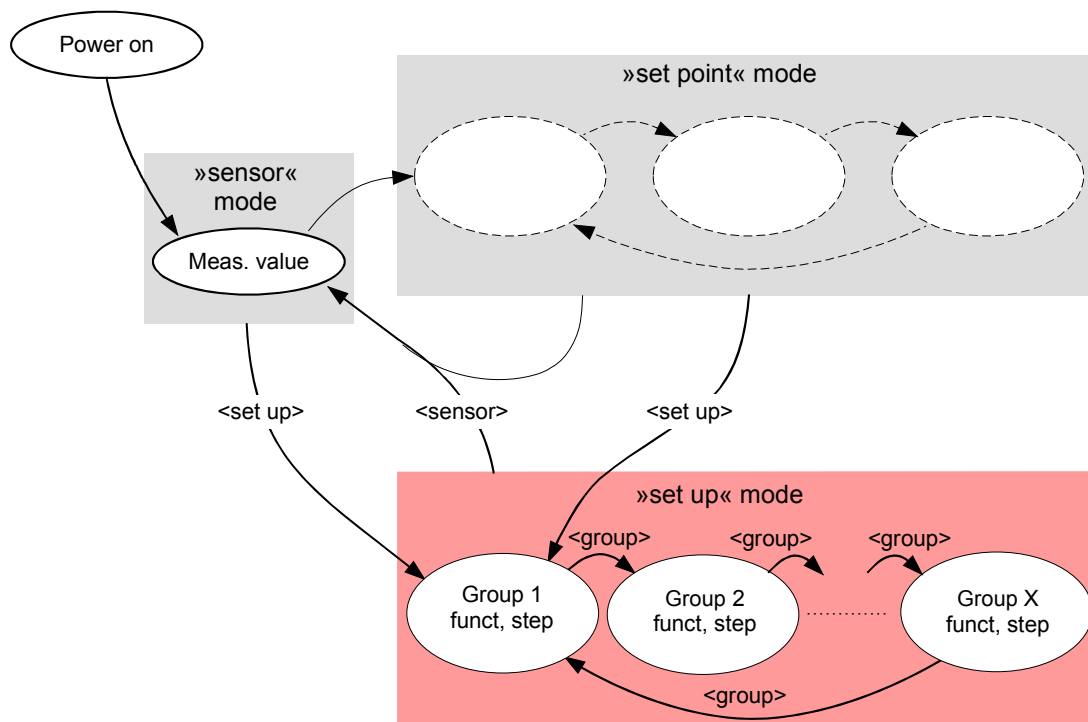 Power on
»set point« mode
»sensor«
mode
Meas. value
<set up>
<sensor>
<set up>
»set up« mode
<group>
<group>
<group>
Group 1
funct, step
Group 2
funct, step
Group X
funct, step
<group>